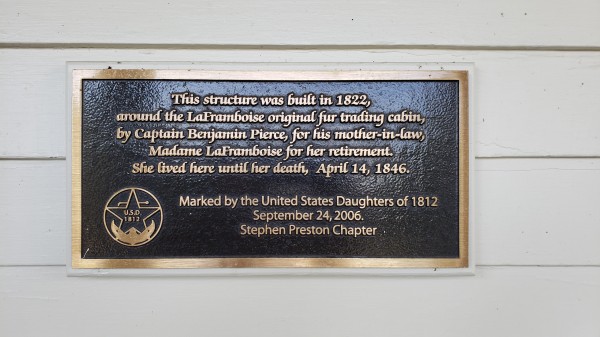 This structure was built in 1822,
around the LaFramboise original fur trading cabin,
by Captain Benjamin Pierce, for his mother-in-law,
Madame LaFramboise for her retirement.
She lived here until her death, April 14, 1846.
Marked by the United States Daughters of 1812
September 24, 2006.
Stephen Preston Chapter
U.S.D
1812